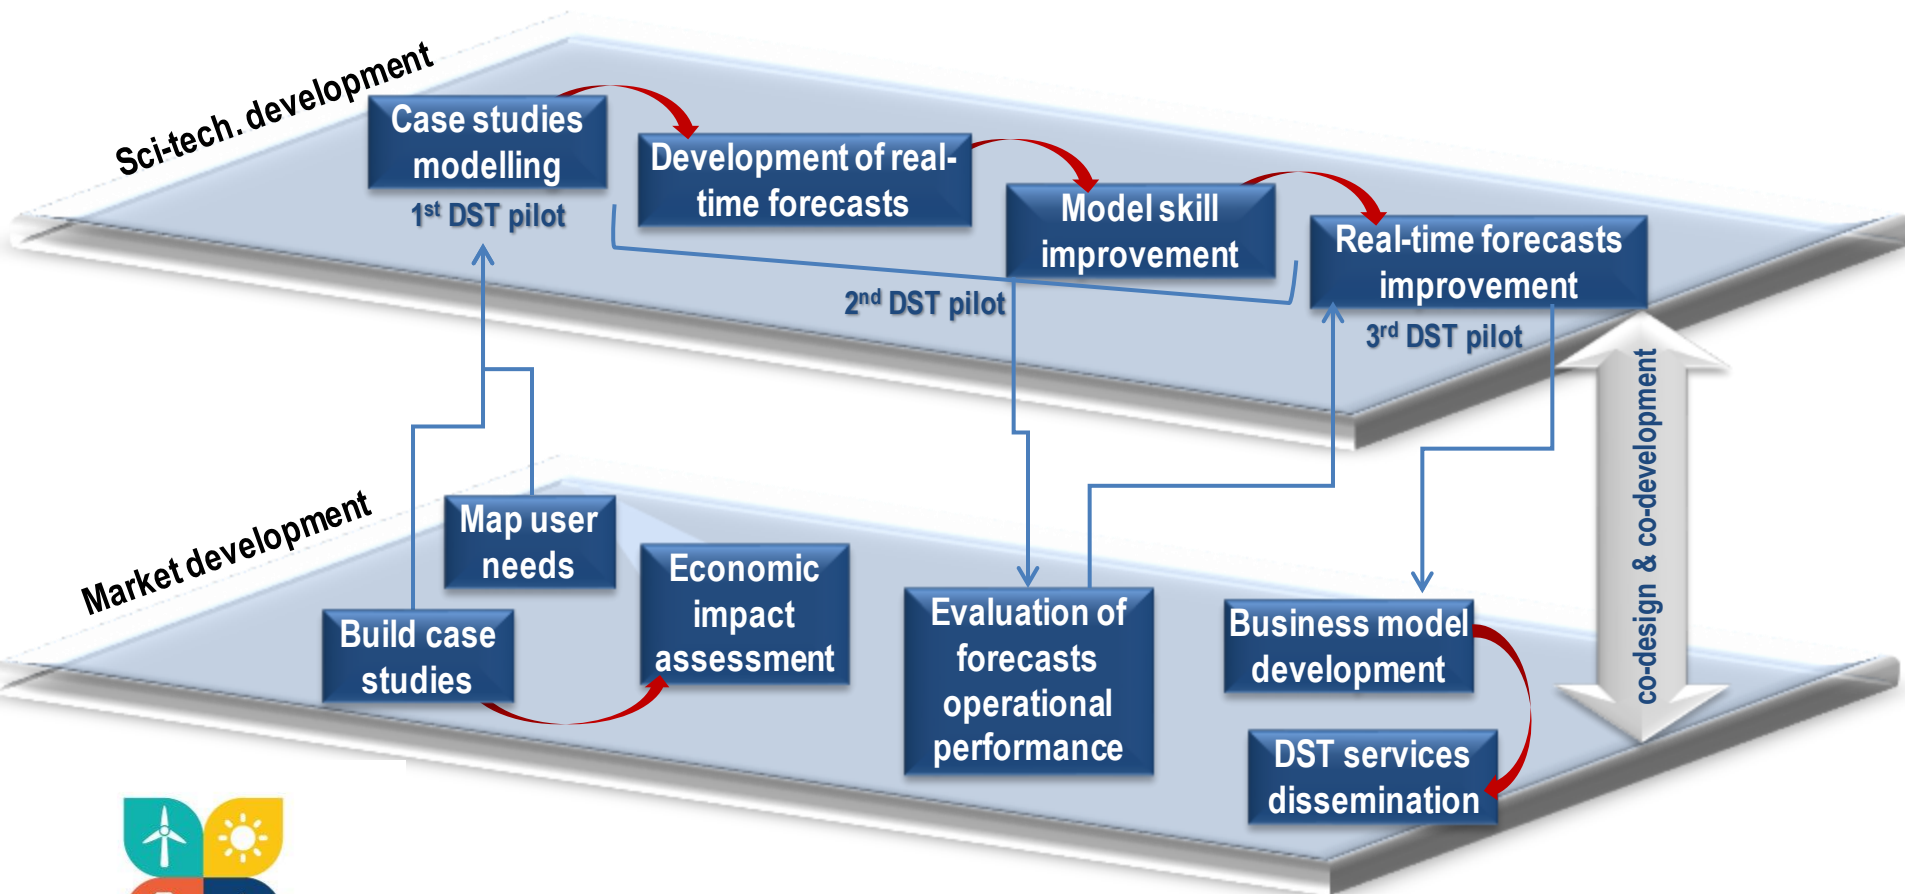 Sci-tech. development
Case studies
modelling
1st DST pilot
Development of real-
time forecasts
Model skill
improvement
2nd DST pilot
Real-time forecasts
improvement
3rd DST pilot
co-design & co-development
Market development
Map user
needs
Build case
studies
Economic
impact
assessment
Evaluation of
forecasts
operational
performance
Business model
development
DST services
dissemination